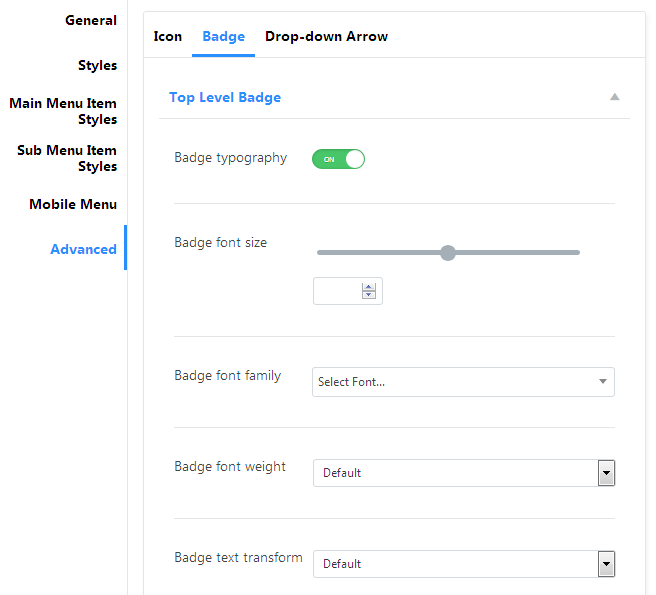 General
Styles
Main Menu Item
Styles
Sub Menu Item
Styles
Mobile Menu
Advanced
Icon Badge Drop-down Arrow
Top Level Badge
Badge typography ON
Badge font size
Badge font family Select Font...
Badge font weight Default
Badge text transform Default